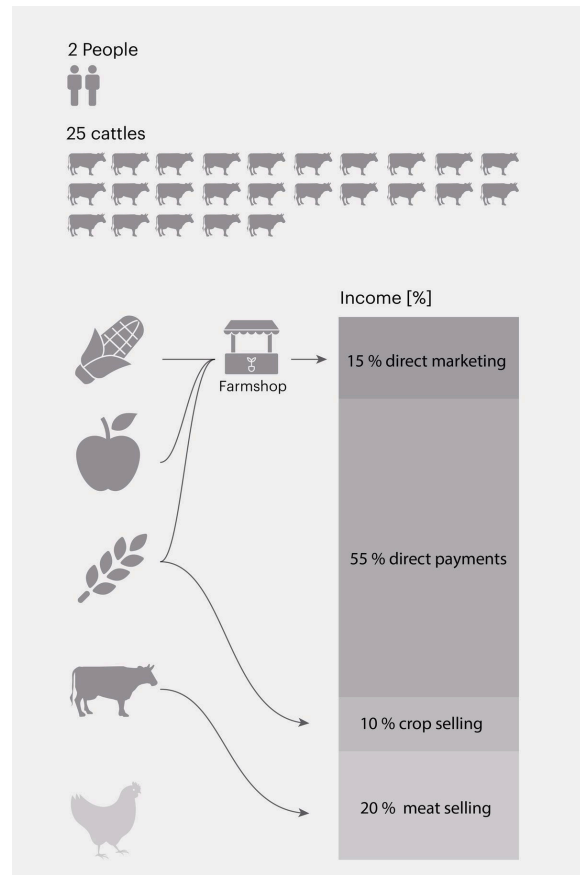 2 People
25 cattles
Income [%]
15 % direct marketing
Farmshop
55 % direct payments
10 % crop selling
20 % meat selling